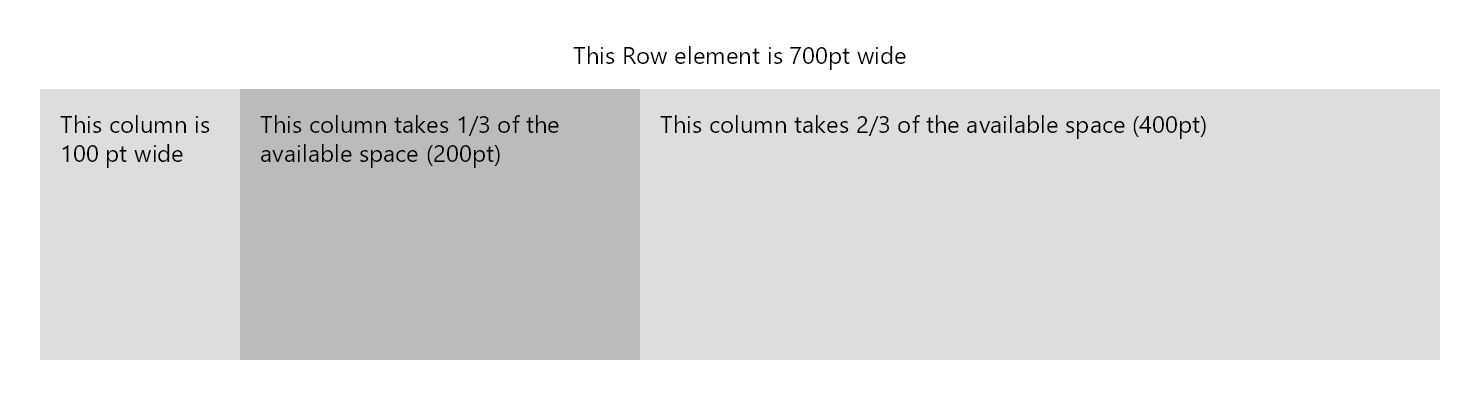 This Row element is 700pt wide
This column is
100 pt wide
This column takes 1/3 of the
available space (200pt)
This column takes 2/3 of the available space (400pt)